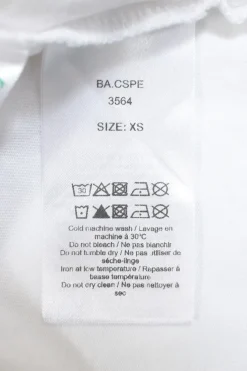 BA.CSPE
3564
SIZE: XS
Cold machine wash / Lavage en
machine à 30°C
Do not bleach / Ne pas blanchir
Do not tumble dry / Ne pas utiliser de
sèche-linge
Iron at low temperature / Repasser à
basse température
Do not dry clean / Ne pas nettoyer à
sec